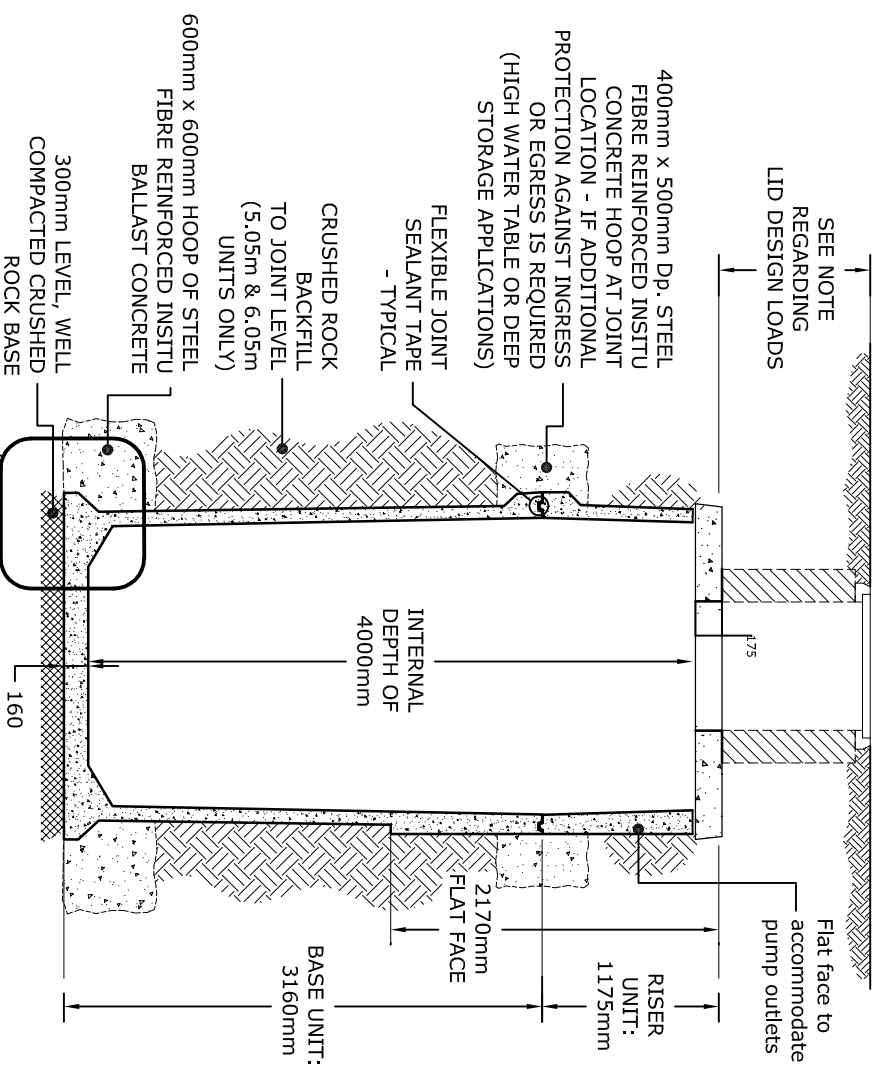 SEE NOTE
REGARDING
LID DESIGN LOADS
400mm x 500mm Dp. STEEL
FIBRE REINFORCED INSITU
CONCRETE HOOP AT JOINT
LOCATION - IF ADDITIONAL
PROTECTION AGAINST INGRESS
OR EGRESS IS REQUIRED
(HIGH WATER TABLE OR DEEP
STORAGE APPLICATIONS)
FLEXIBLE JOINT
SEALANT TAPE
- TYPICAL
CRUSHED ROCK
BACKFILL
TO JOINT LEVEL
(5.05m & 6.05m
UNITS ONLY)
600mm x 600mm HOOP OF STEEL
FIBRE REINFORCED INSITU
BALLAST CONCRETE
300mm LEVEL, WELL
COMPACTED CRUSHED
ROCK BASE
175
INTERNAL
DEPTH OF
4000mm
160
Flat face to
accommodate
pump outlets
2170mm
FLAT FACE
RISER
UNIT:
1175mm
BASE UNIT:
3160mm